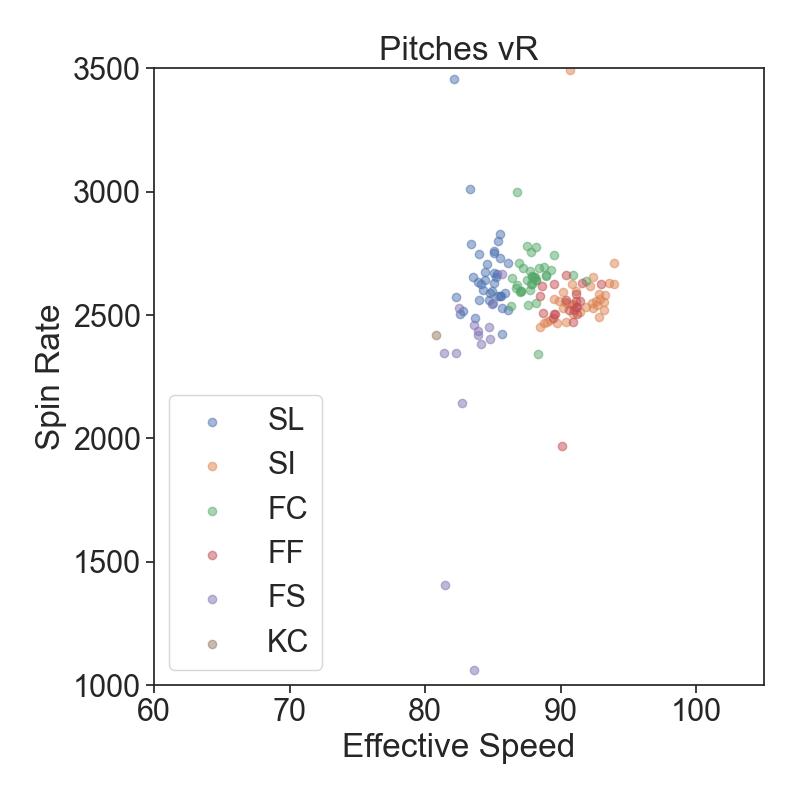 Pitches vR
Spin Rate
3500
3000
2500
2000
1500
1000
SL
SI
FC
FF
FS
KC
60 70 80 90 100
Effective Speed